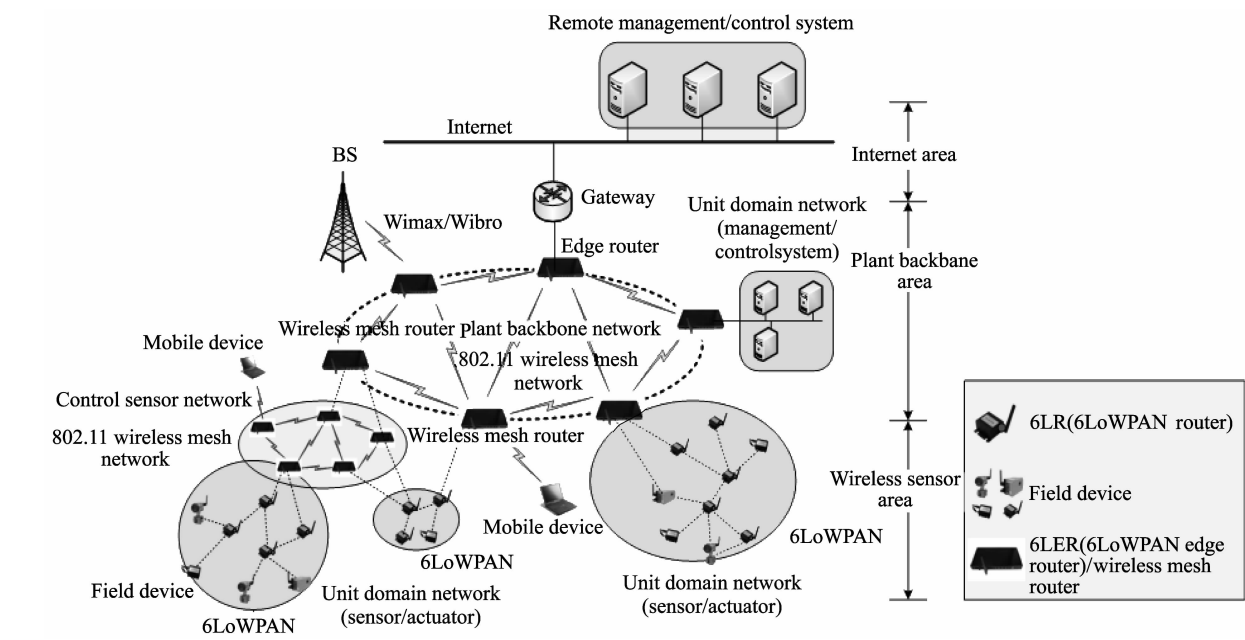 Remote management/control system
Internet
BS
Internet area
Gateway
Unit domain network
(management/
controlsystem)
Wimax/Wibro
Edge router
Plant backbane
area
Wireless mesh router
Plant backbone network
Mobile device
802.11 wireless mesh
network
Control sensor network
802.11 wireless mesh
network
Wireless mesh router
6LR(6LoWPAN router)
Wireless sensor
area
Field device
Mobile device
6LoWPAN
6LoWPAN
6LER(6LoWPAN edge
router)/wireless mesh
router
Field device
Unit domain network
(sensor/actuator)
Unit domain network
(sensor/actuator)
6LoWPAN